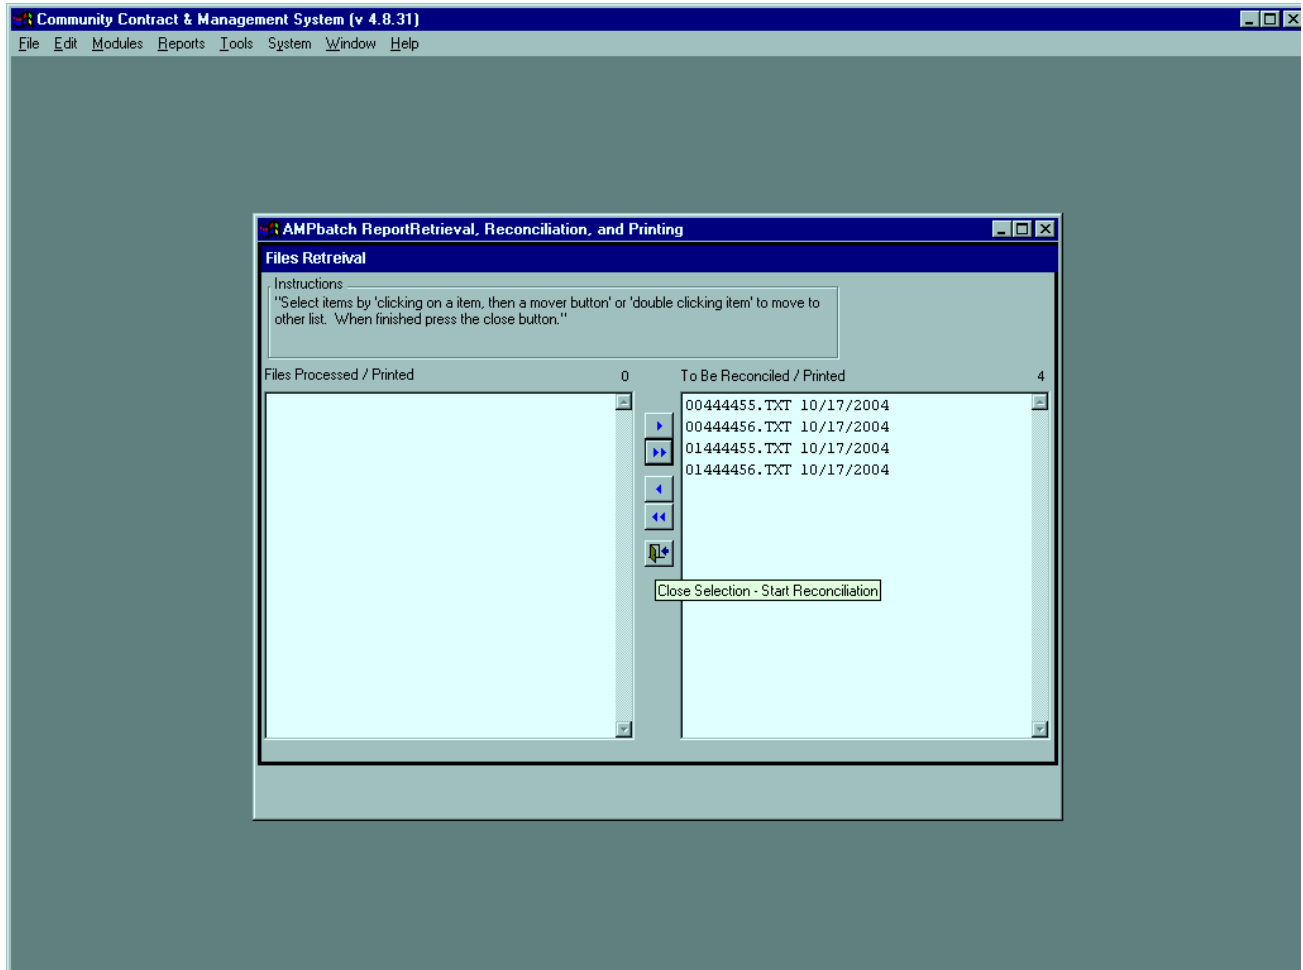 Community Contract & Management System (v 4.8.31)
File Edit Modules Reports Tools System Window Help
AMPbatch ReportRetrieval, Reconciliation, and Printing
Files Retreival
Instructions
"Select items by 'clicking on a item, then a mover button' or 'double clicking item' to move to
other list. When finished press the close button."
Files Processed / Printed 0
To Be Reconciled / Printed 4
00444455.TXT 10/17/2004
00444456.TXT 10/17/2004
01444455.TXT 10/17/2004
01444456.TXT 10/17/2004
Close Selection - Start Reconciliation